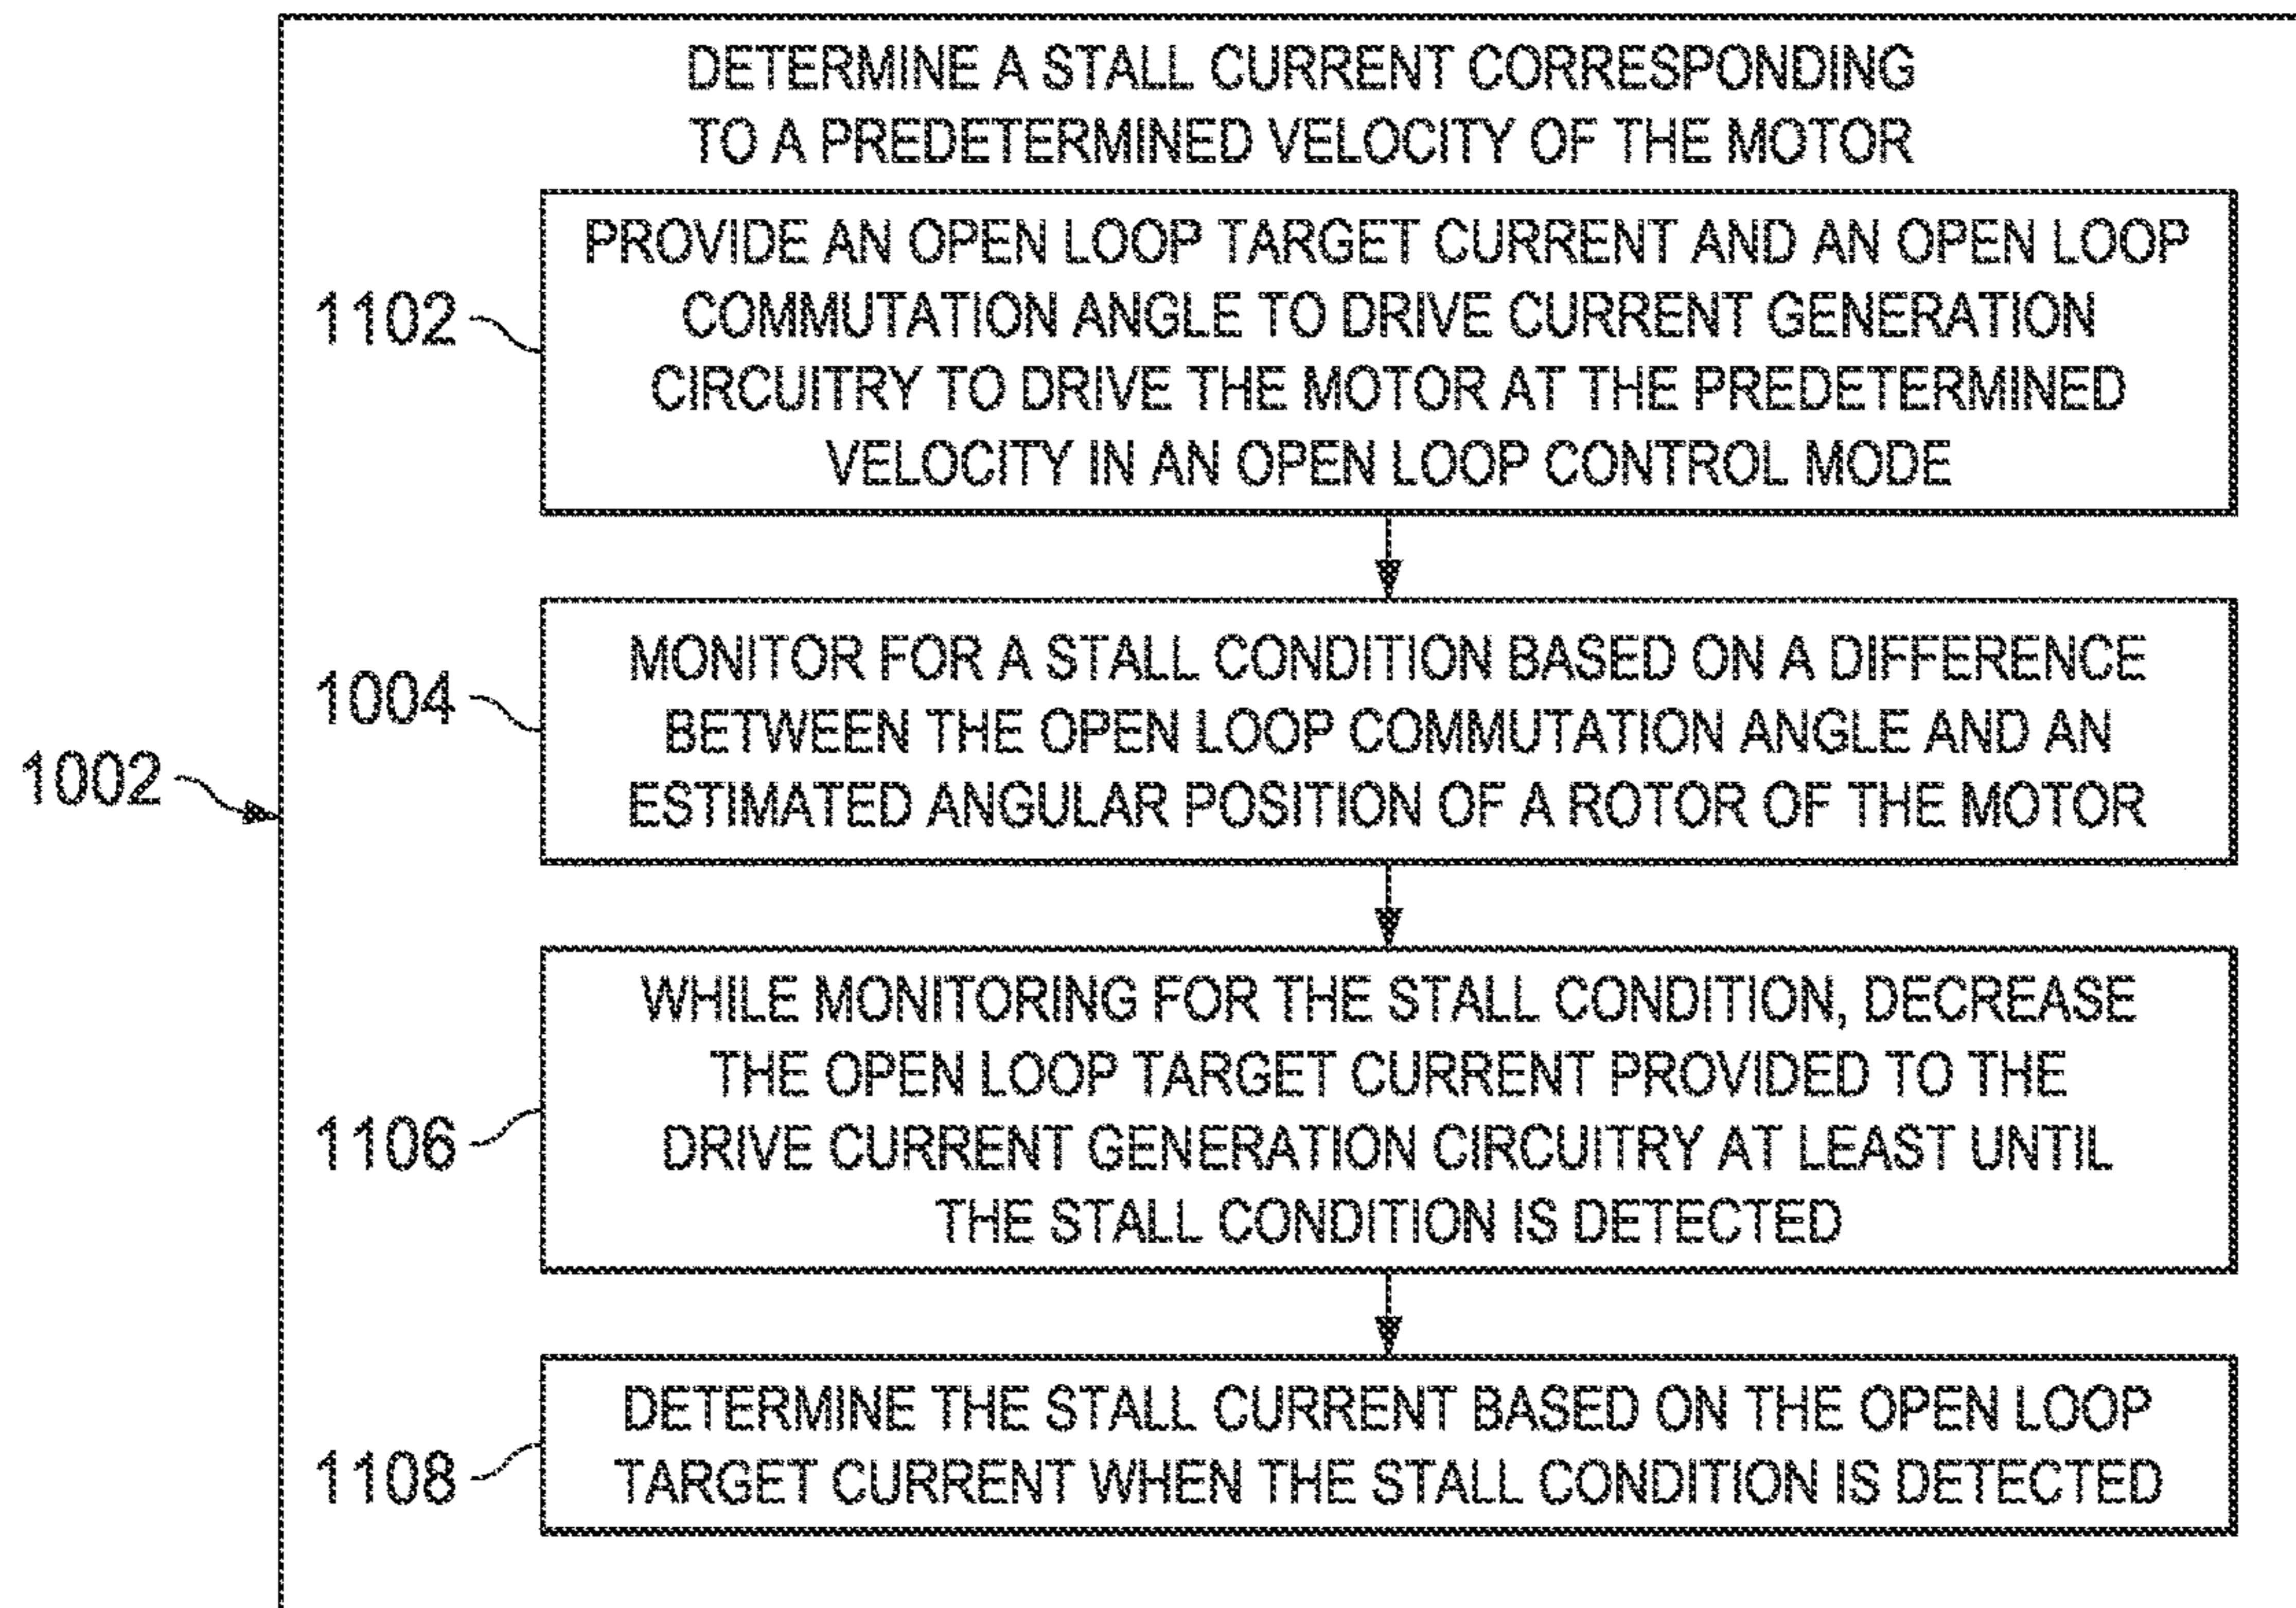 DETERMINE A STALL CURRENT CORRESPONDING
TO A PREDETERMINED VELOCITY OF THE MOTOR
PROVIDE AN OPEN LOOP TARGET CURRENT AND AN OPEN LOOP
COMMUTATION ANGLE TO DRIVE CURRENT GENERATION
CIRCUITRY TO DRIVE THE MOTOR AT THE PREDETERMINED
VELOCITY IN AN OPEN LOOP CONTROL MODE
1102
MONITOR FOR A STALL CONDITION BASED ON A DIFFERENCE
BETWEEN THE OPEN LOOP COMMUTATION ANGLE AND AN
ESTIMATED ANGULAR POSITION OF A ROTOR OF THE MOTOR
1004
1002
WHILE MONITORING FOR THE STALL CONDITION, DECREASE
THE OPEN LOOP TARGET CURRENT PROVIDED TO THE
DRIVE CURRENT GENERATION CIRCUITRY AT LEAST UNTIL
THE STALL CONDITION IS DETECTED
1106
DETERMINE THE STALL CURRENT BASED ON THE OPEN LOOP
TARGET CURRENT WHEN THE STALL CONDITION IS DETECTED
1108